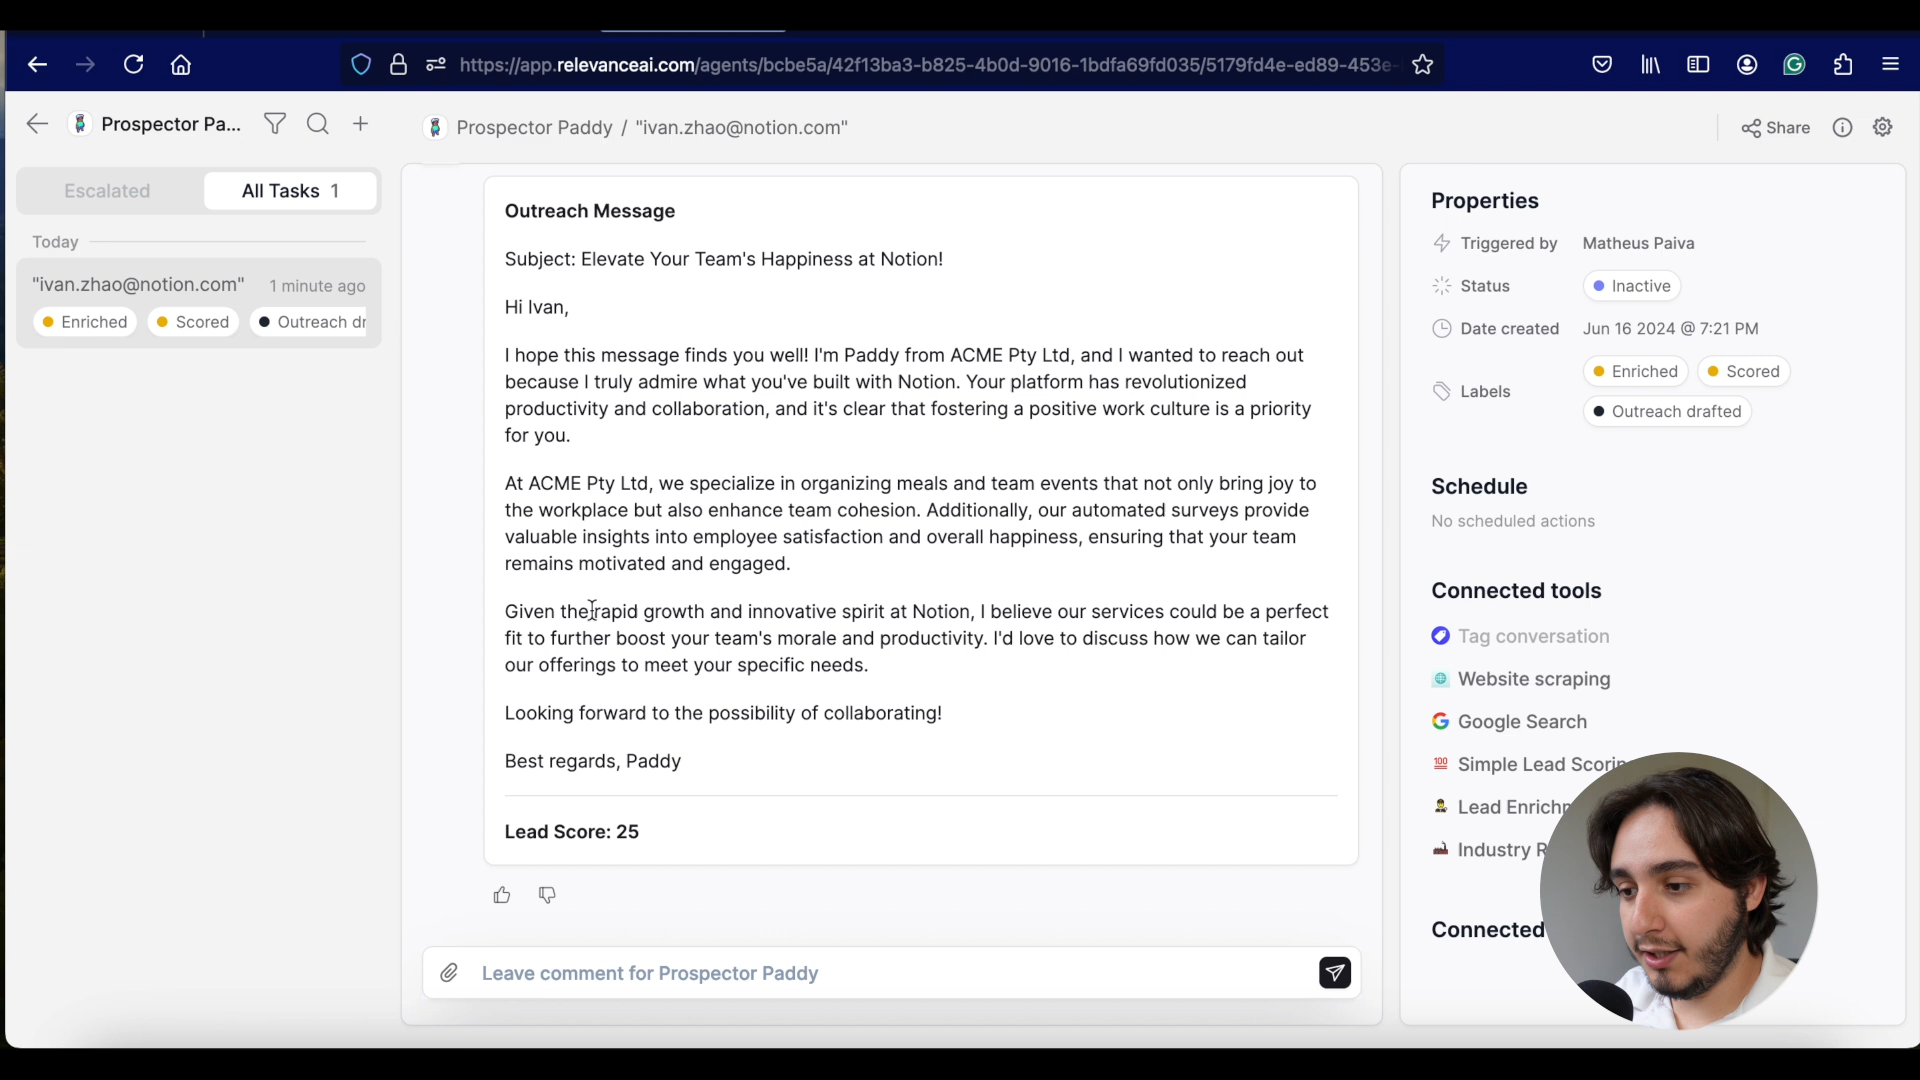 https://app.relevanceai.com/agents/bcbe5a/42f13ba3-b825-4b0d-9016-1bdfa69fd035/5179fd4e-ed89-453e-
Prospector Pa...
Prospector Paddy / "ivan.zhao@notion.com"
Share
Escalated
All Tasks 1
Today
"ivan.zhao@notion.com" 1 minute ago
Enriched Scored Outreach dr
Outreach Message
Subject: Elevate Your Team's Happiness at Notion!
Hi Ivan,
I hope this message finds you well! I'm Paddy from ACME Pty Ltd, and I wanted to reach out
because I truly admire what you've built with Notion. Your platform has revolutionized
productivity and collaboration, and it's clear that fostering a positive work culture is a priority
for you.
At ACME Pty Ltd, we specialize in organizing meals and team events that not only bring joy to
the workplace but also enhance team cohesion. Additionally, our automated surveys provide
valuable insights into employee satisfaction and overall happiness, ensuring that your team
remains motivated and engaged.
Given the rapid growth and innovative spirit at Notion, I believe our services could be a perfect
fit to further boost your team's morale and productivity. I'd love to discuss how we can tailor
our offerings to meet your specific needs.
Looking forward to the possibility of collaborating!
Best regards, Paddy
Lead Score: 25
Leave comment for Prospector Paddy
Properties
Triggered by Matheus Paiva
Status Inactive
Date created Jun 16 2024 @ 7:21 PM
Labels Enriched Scored
Outreach drafted
Schedule
No scheduled actions
Connected tools
Tag conversation
Website scraping
Google Search
Simple Lead Scorin
Lead Enrichm
Industry R
Connected